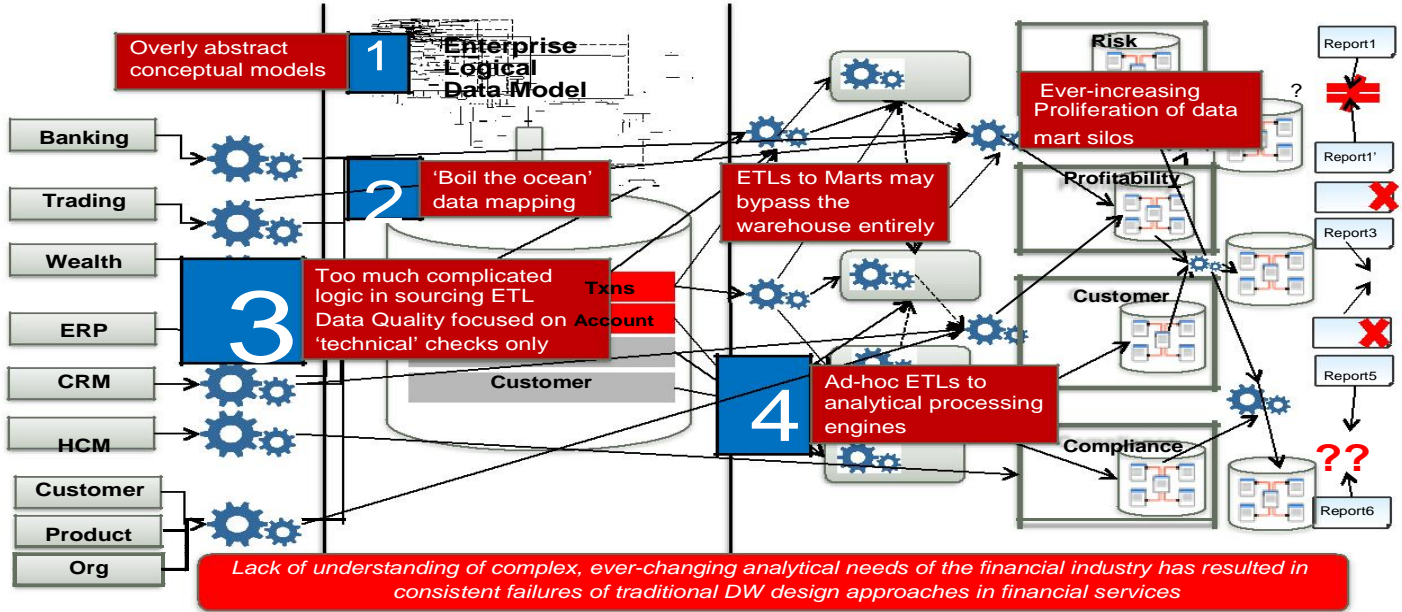 Overly abstract
conceptual models
1
Enterprise
Logical
Data Model
Banking
Trading
Wealth
ERP
CRM
HCM
Customer
Product
Org
2
‘Boil the ocean’
data mapping
3
Too much complicated
logic in sourcing ETL
Data Quality focused on
‘technical’ checks only
Txns
Account
Customer
ETLs to Marts may
bypass the
warehouse entirely
4
Ad-hoc ETLs to
analytical processing
engines
Risk
Ever-increasing
Proliferation of data
mart silos
?
Profitability
Customer
Compliance
Report1
Report1'
Report3
Report5
??
Report6
Lack of understanding of complex, ever-changing analytical needs of the financial industry has resulted in
consistent failures of traditional DW design approaches in financial services